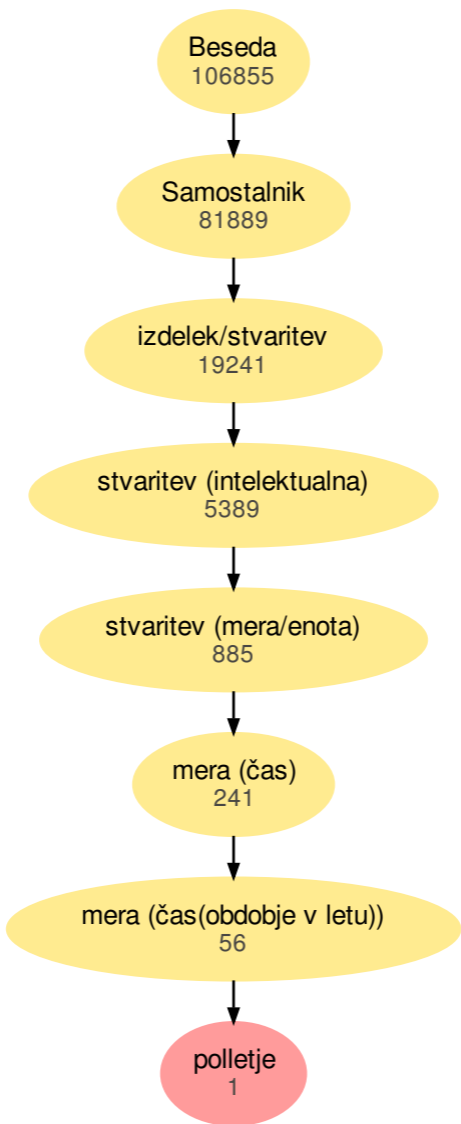 Beseda
106855
Samostalnik
81889
izdelek/stvaritev
19241
stvaritev (intelektualna)
5389
stvaritev (mera/enota)
885
mera (čas)
241
mera (čas(obdobje v letu))
56
polletje
1